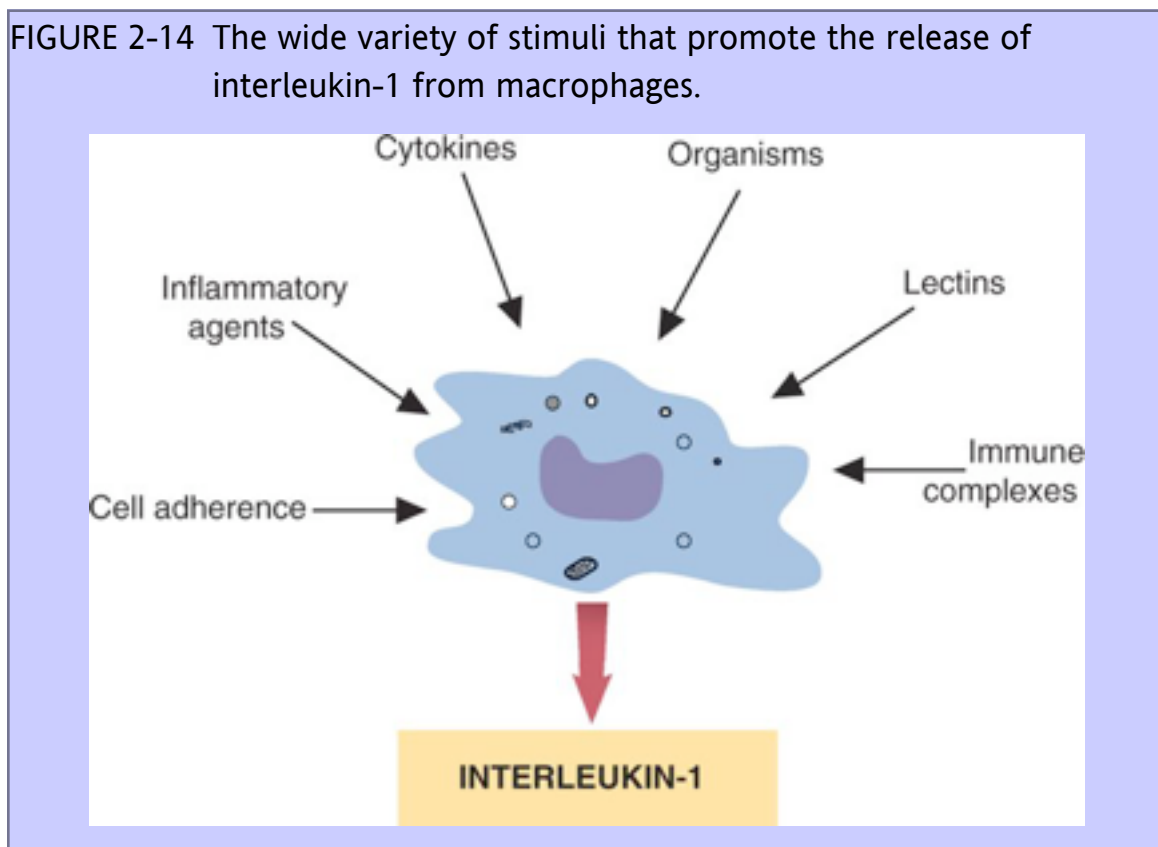 FIGURE 2-14 The wide variety of stimuli that promote the release of
interleukin-1 from macrophages.
Cytokines
Organisms
Inflammatory
agents
Lectins
Immune
complexes
Cell adherence
INTERLEUKIN-1